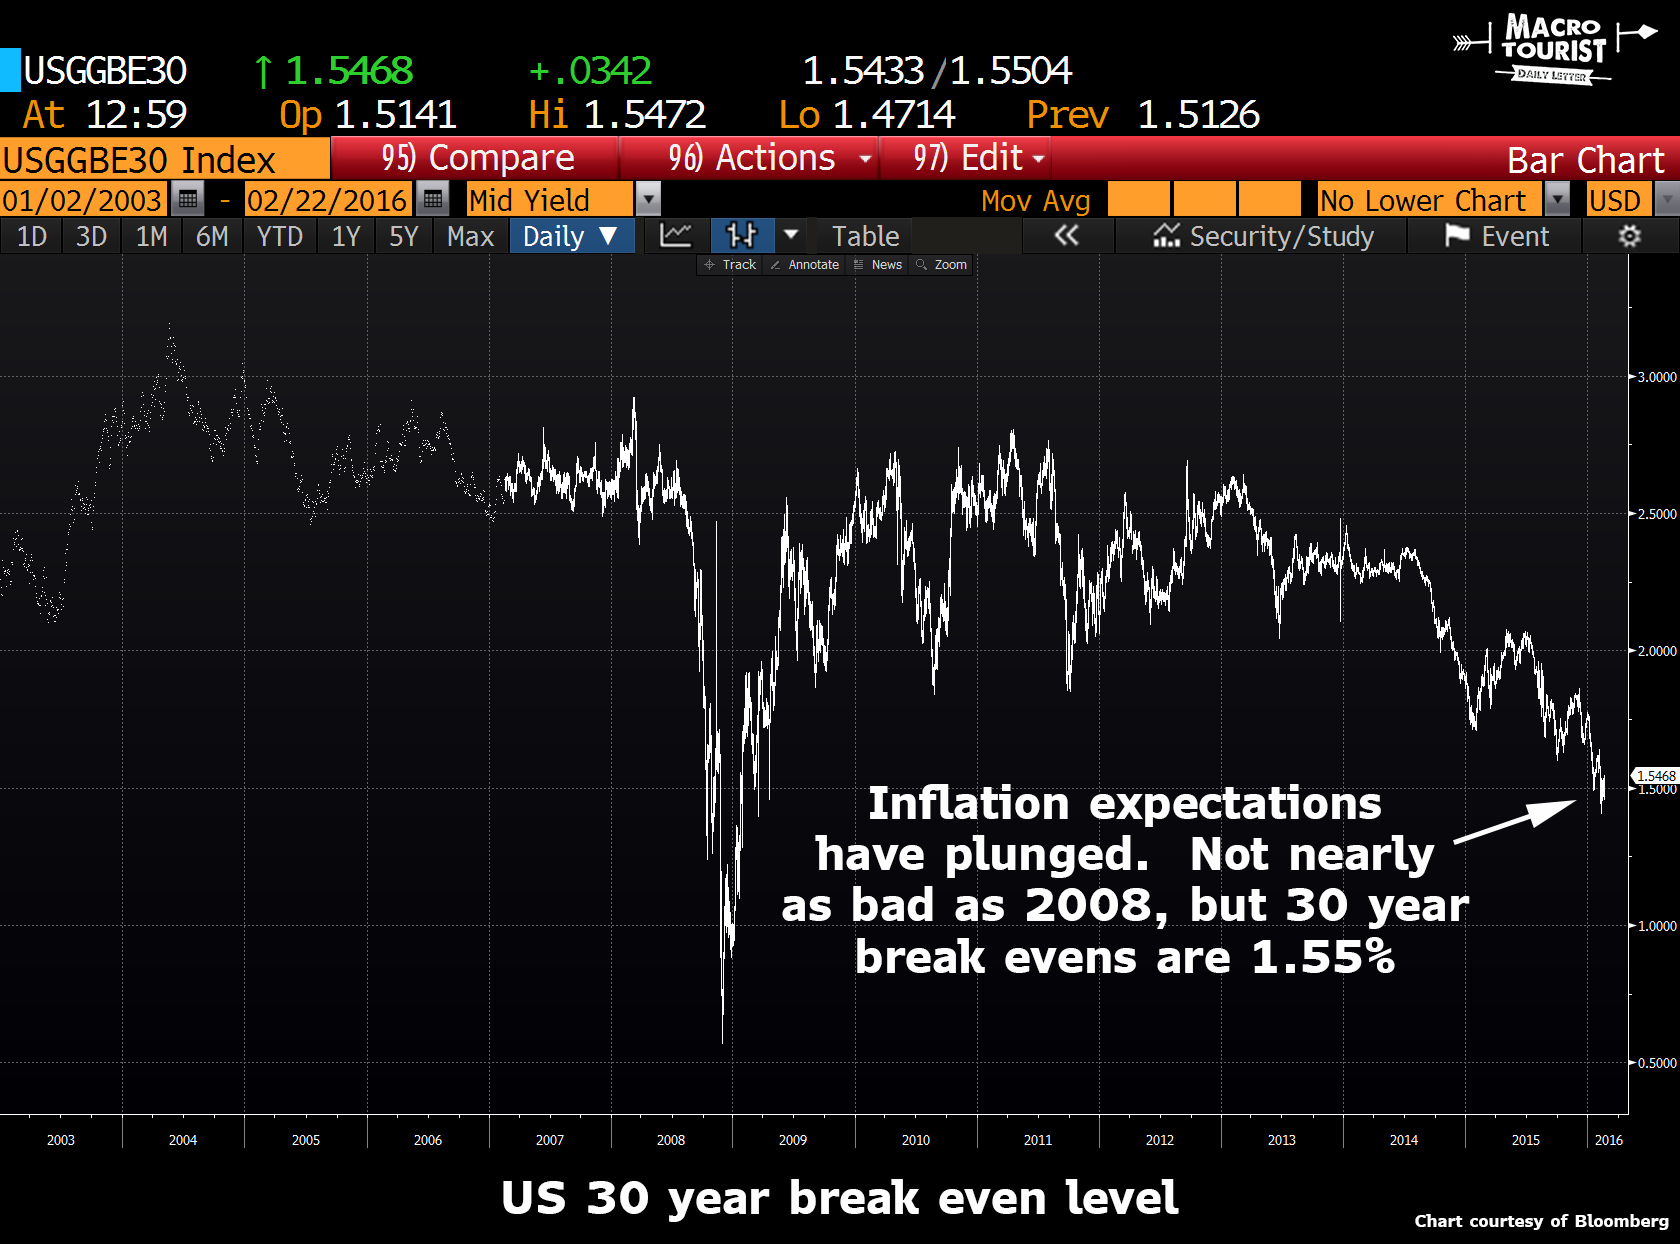 MACRO
TOURIST
DAILY LETTER
USGGBE30 ↑ 1.5468 +.0342 1.5433/1.5504
At 12:59 Op 1.5141 Hi 1.5472 Lo 1.4714 Prev 1.5126
USGGBE30 Index 95) Compare 96) Actions 97) Edit Bar Chart
01/02/2003 - 02/22/2016 Mid Yield Mov Avg No Lower Chart USD
1D 3D 1M 6M YTD 1Y 5Y Max Daily ▼ Table « Security/Study Event
Track Annotate News Zoom
3.0000
2.5000
2.0000
1.5468
1.5000
1.0000
0.5000
Inflation expectations
have plunged. Not nearly
as bad as 2008, but 30 year
break evens are 1.55%
2003 2004 2005 2006 2007 2008 2009 2010 2011 2012 2013 2014 2015 2016
US 30 year break even level
Chart courtesy of Bloomberg